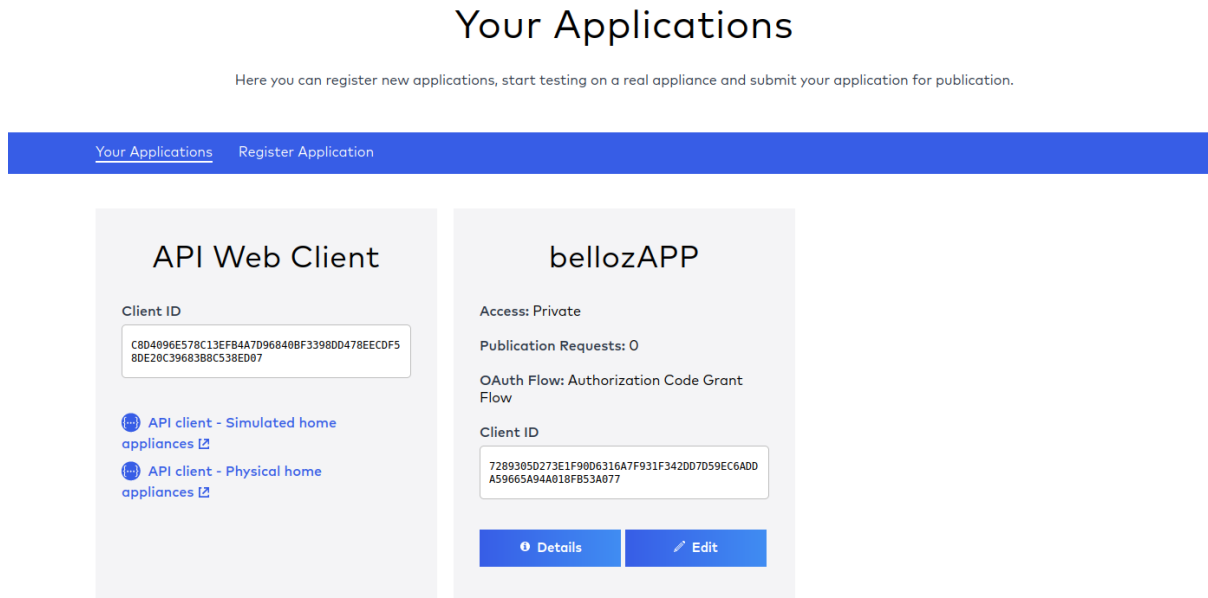 Your Applications
Here you can register new applications, start testing on a real appliance and submit your application for publication.
Your Applications
Register Application
API Web Client
Client ID
C8D4096E578C13EFB4A7D96840BF3398DD478EECDF5
8DE20C39683B8C538ED07
API client - Simulated home
appliances
API client - Physical home
appliances
bellozAPP
Access: Private
Publication Requests: 0
OAuth Flow: Authorization Code Grant
Flow
Client ID
7289305D273E1F90D6316A7F931F342DD7D59EC6ADD
A59665A94A018FB53A077
Details
Edit